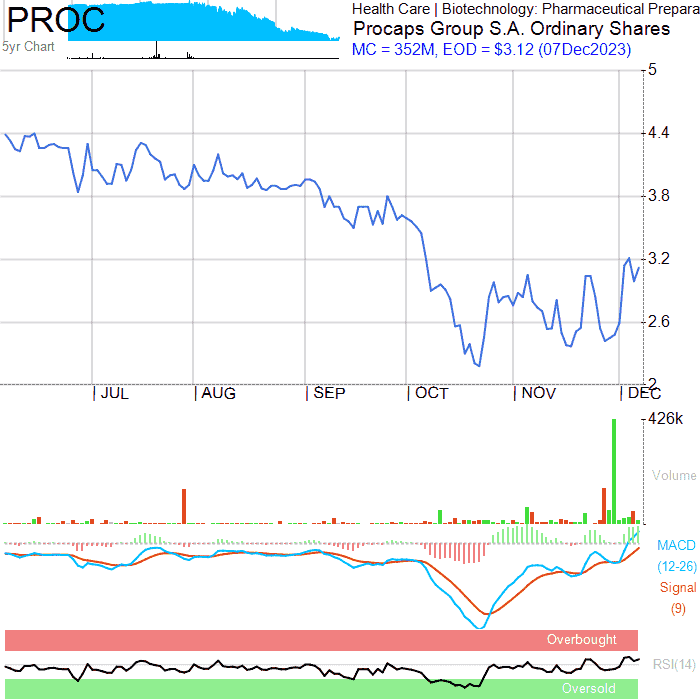 PROC
5yr Chart
Health Care | Biotechnology: Pharmaceutical Prepara
Procaps Group S.A. Ordinary Shares
MC = 352M, EOD = $3.12 (07Dec2023)
5
4.4
3.8
3.2
2.6
2
JUL AUG SEP OCT NOV DEC
426k
Volume
MACD
(12-26)
Signal
(9)
Overbought
RSI(14)
Oversold